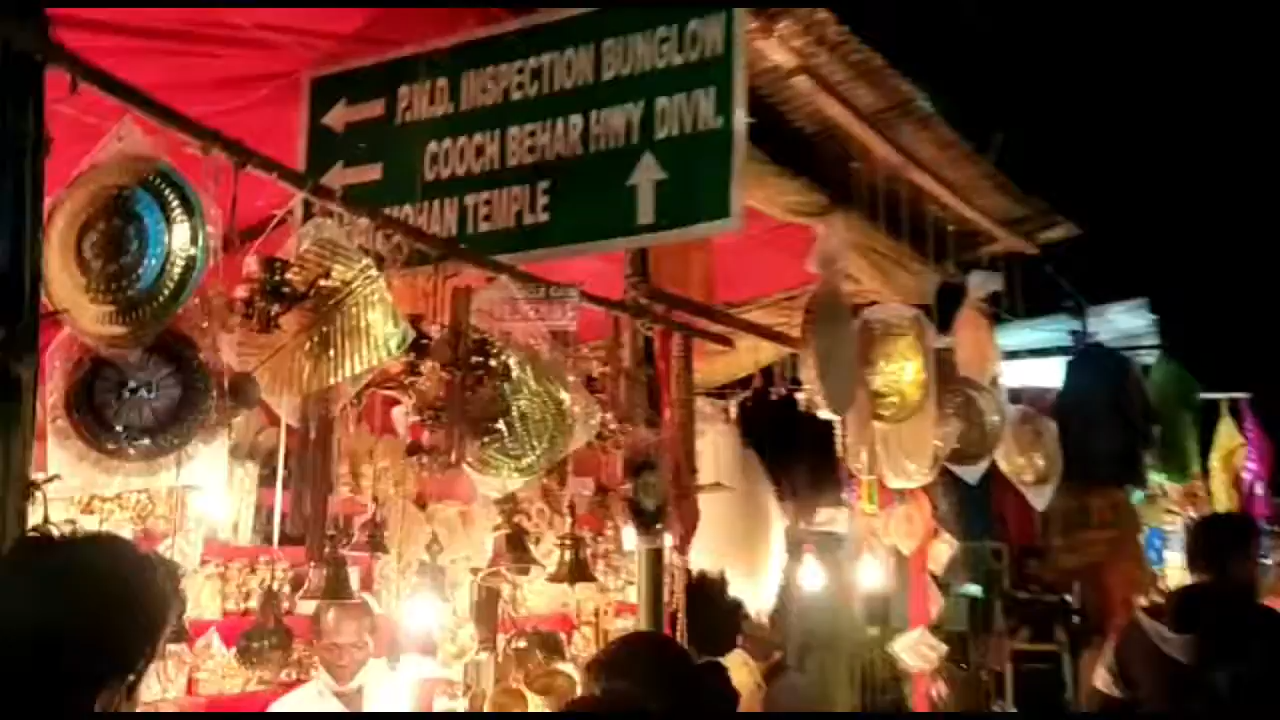 P.W.D. INSPECTION BUNGLOW
COOCH BEHAR HWY DIVN.
MOHAN TEMPLE